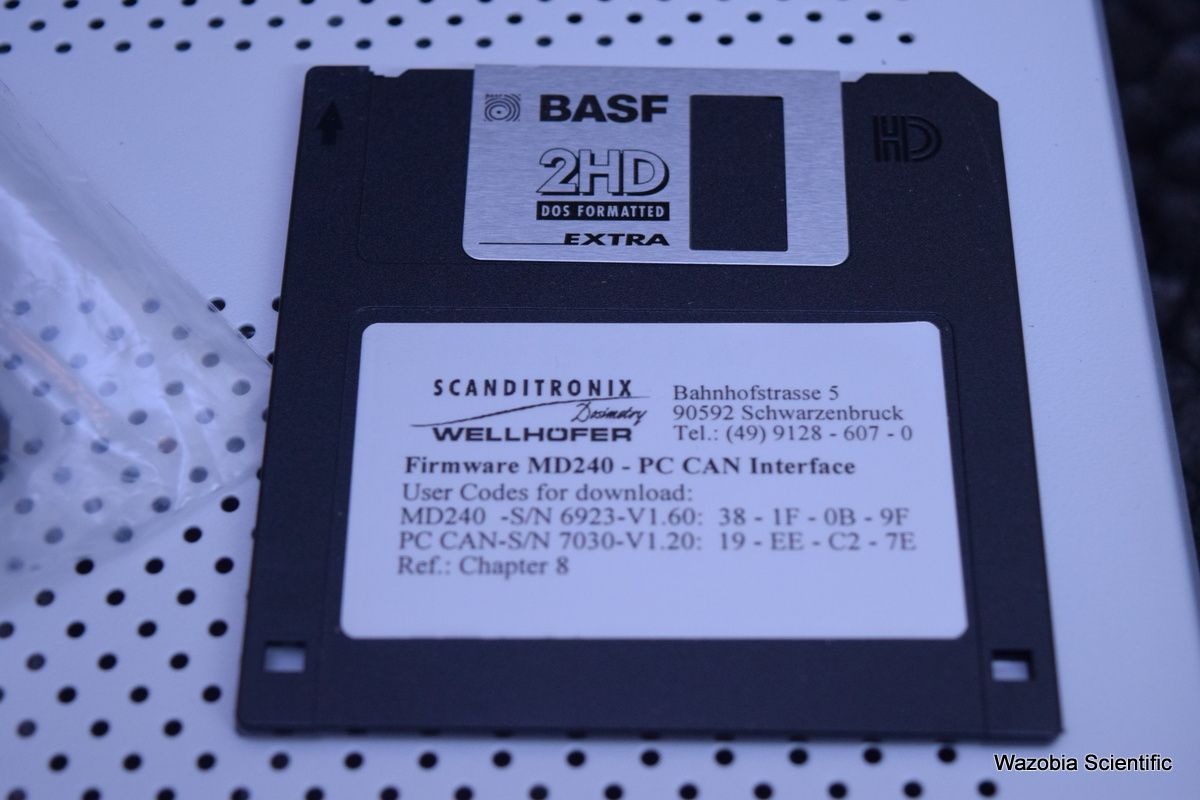 BASF
2HD
DOS FORMATTED
EXTRA
HD
SCANDITRONIX
Dosimetry
WELLHÖFER
Bahnhofstrasse 5
90592 Schwarzenbruck
Tel.: (49) 9128 - 607 - 0
Firmware MD240 - PC CAN Interface
User Codes for download:
MD240 -S/N 6923-V1.60: 38 - 1F - 0B - 9F
PC CAN-S/N 7030-V1.20: 19 - EE - C2 - 7E
Ref.: Chapter 8
Wazobia Scientific